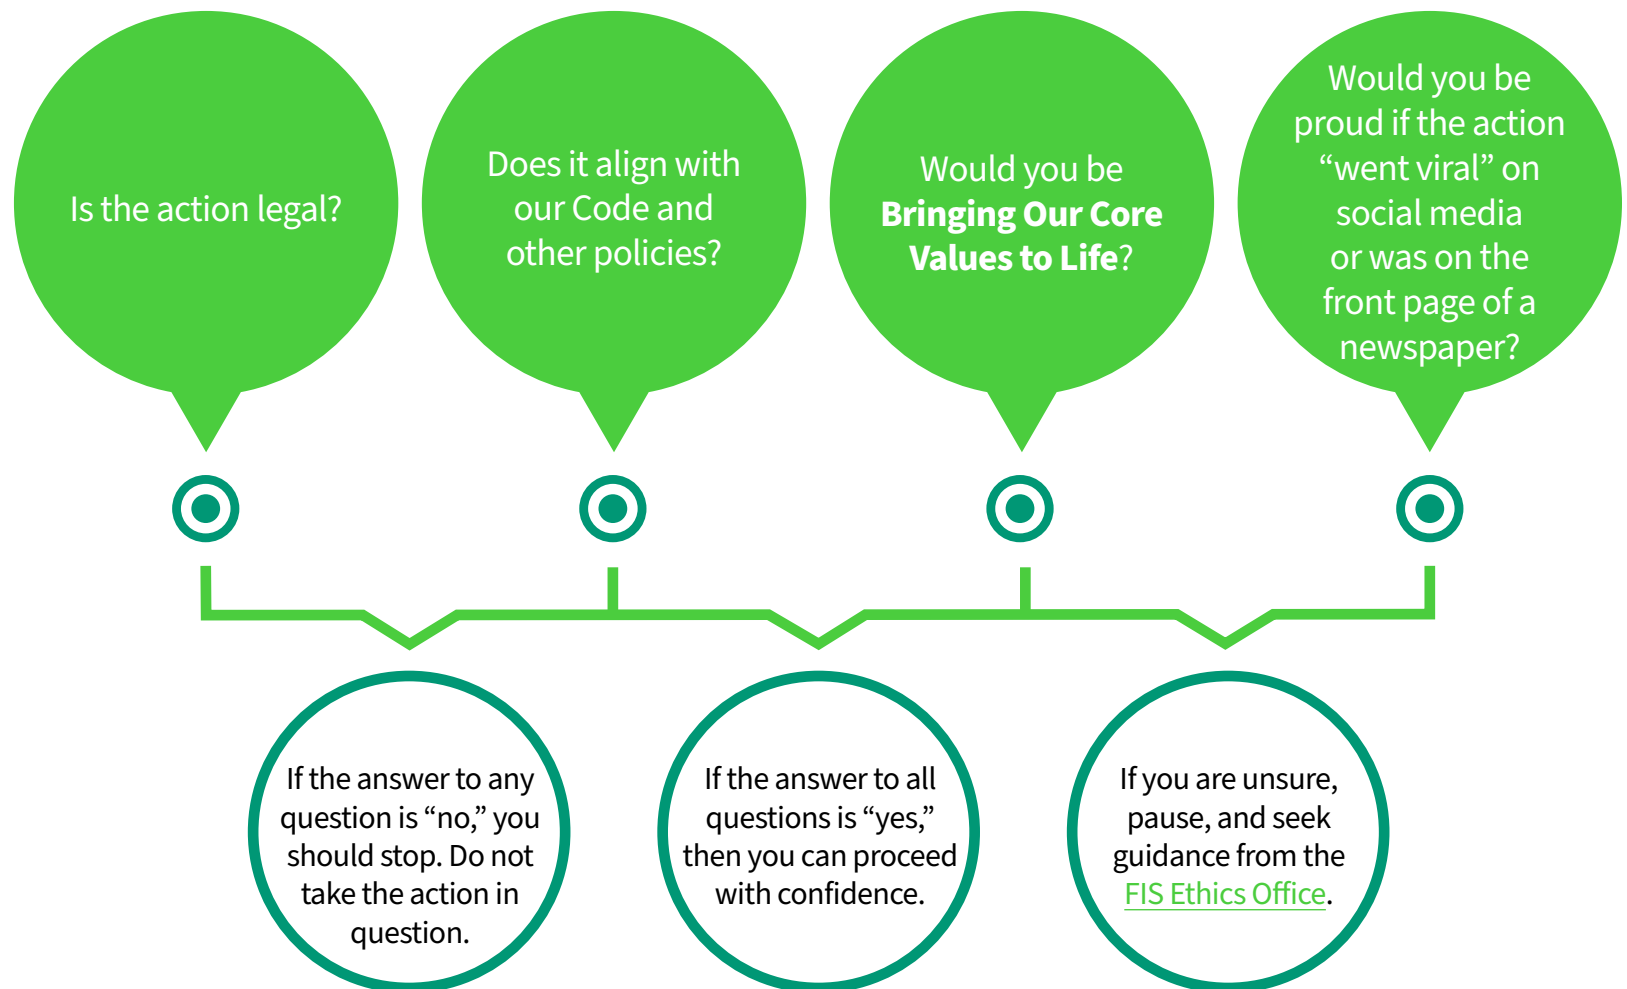 Is the action legal?
Does it align with
our Code and
other policies?
Would you be
Bringing Our Core
Values to Life?
Would you be
proud if the action
“went viral” on
social media
or was on the
front page of a
newspaper?
If the answer to any
question is “no,” you
should stop. Do not
take the action in
question.
If the answer to all
questions is “yes,”
then you can proceed
with confidence.
If you are unsure,
pause, and seek
guidance from the
FIS Ethics Office.